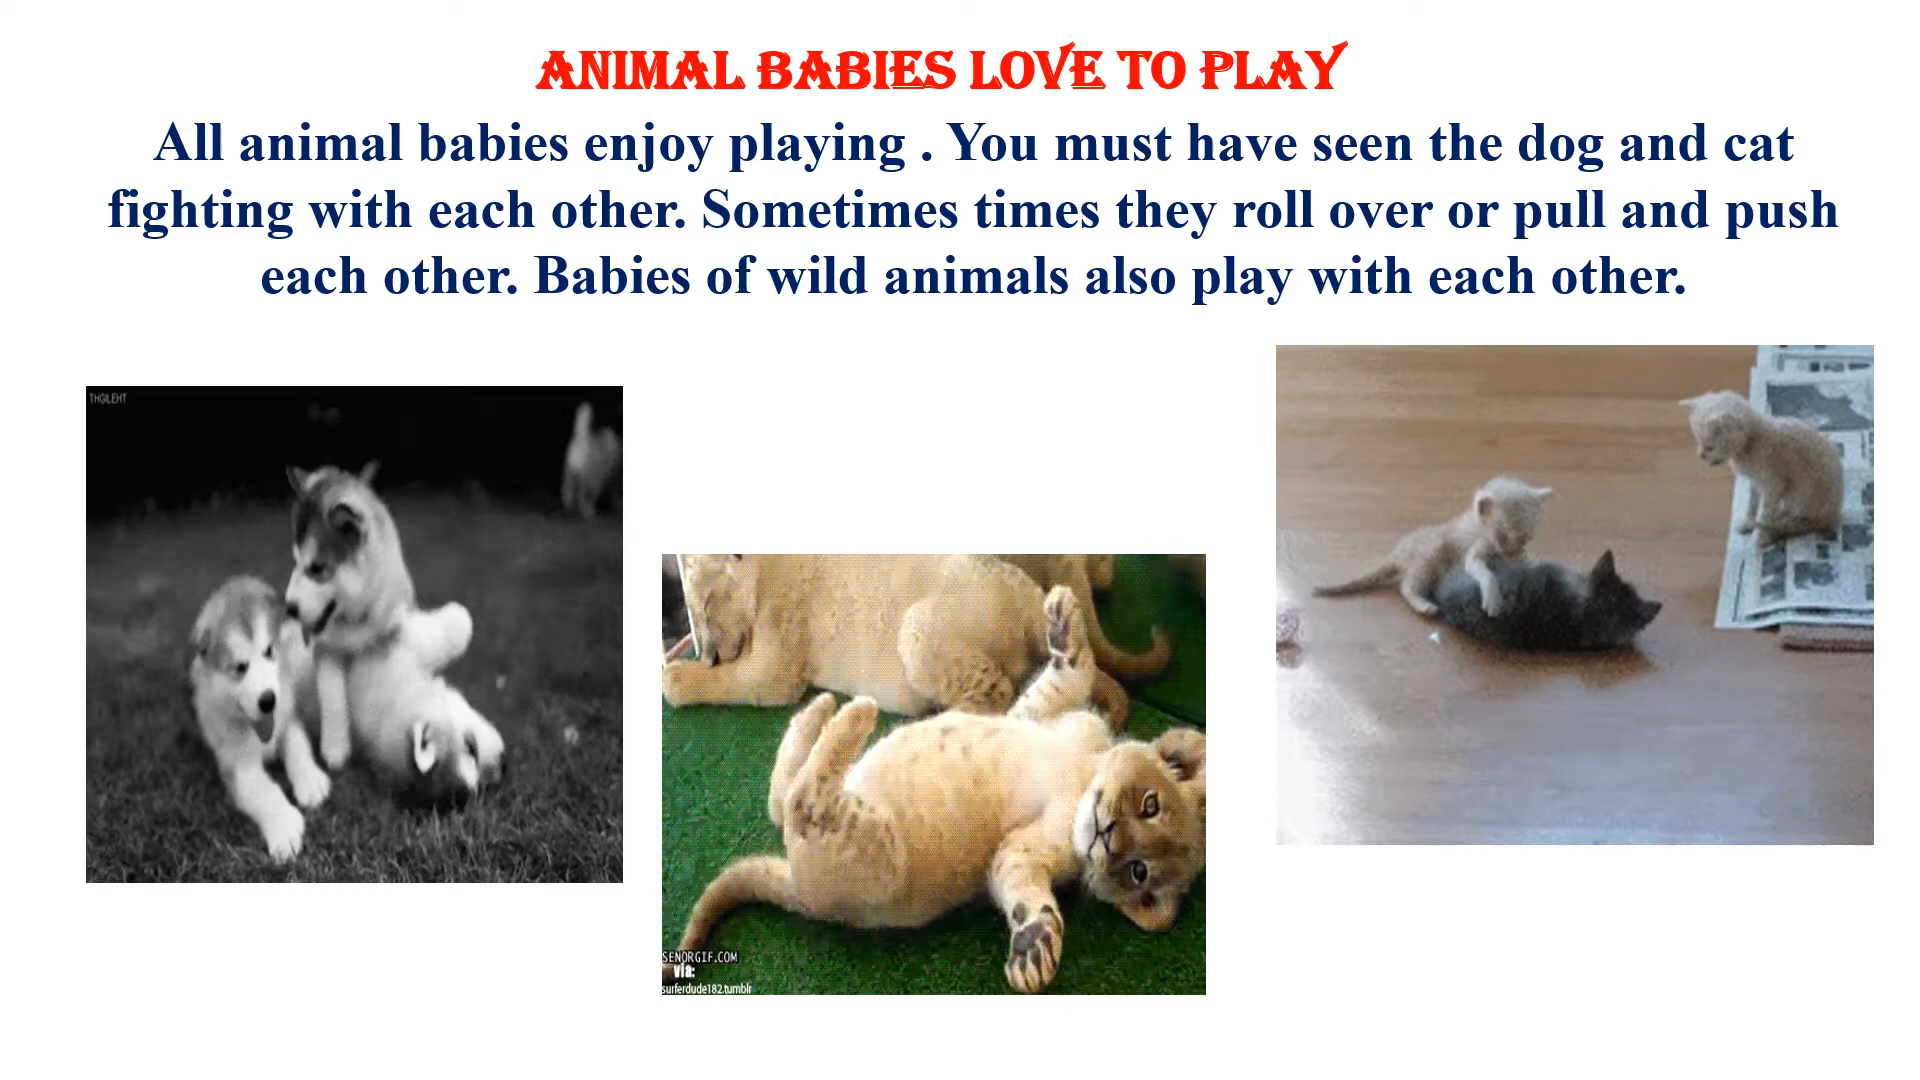 ANIMAL BABIES LOVE TO PLAY
All animal babies enjoy playing . You must have seen the dog and cat
fighting with each other. Sometimes times they roll over or pull and push
each other. Babies of wild animals also play with each other.
THGILEHT
SENORGIF.COM
via:
surferdude182.tumblr